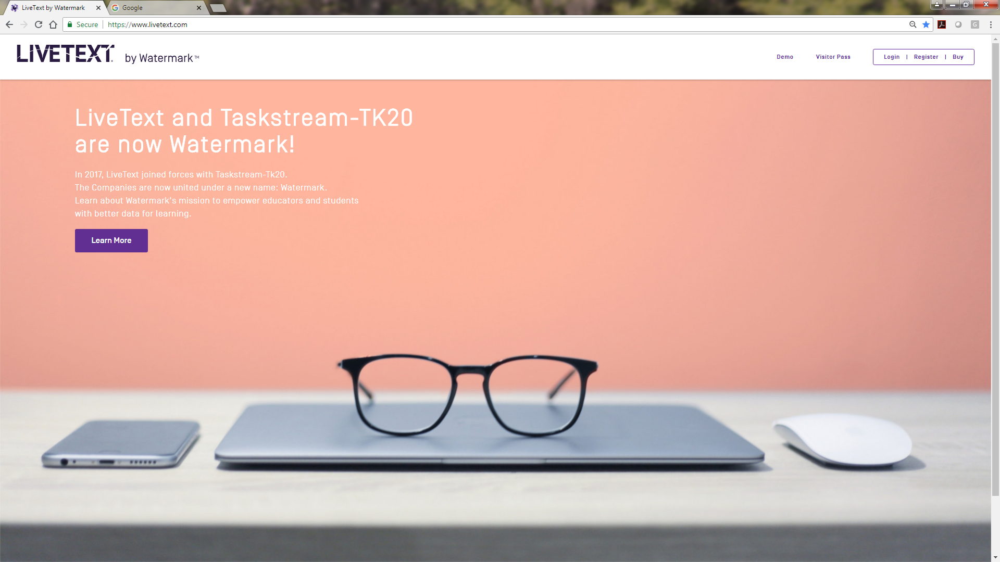 LiveText by Watermark
Google
Secure
https://www.livetext.com
LIVETEXT
by Watermark™
Demo
Visitor Pass
Login | Register | Buy
LiveText and Taskstream-TK20
are now Watermark!
In 2017, LiveText joined forces with Taskstream-Tk20.
The Companies are now united under a new name: Watermark.
Learn about Watermark's mission to empower educators and students
with better data for learning.
Learn More